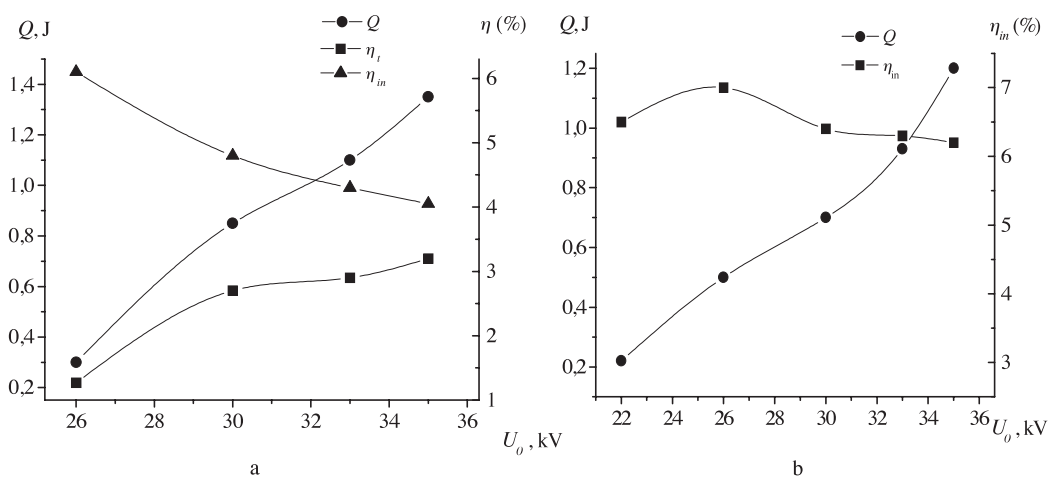 Q, J
η (%)
Q
η_t
η_in
1,4
1,2
1,0
0,8
0,6
0,4
0,2
6
5
4
3
2
1
26 28 30 32 34 36
U_0 , kV
a
Q, J
η_in (%)
Q
η_in
1,2
1,0
0,8
0,6
0,4
0,2
7
6
5
4
3
22 24 26 28 30 32 34 36
U_0 , kV
b